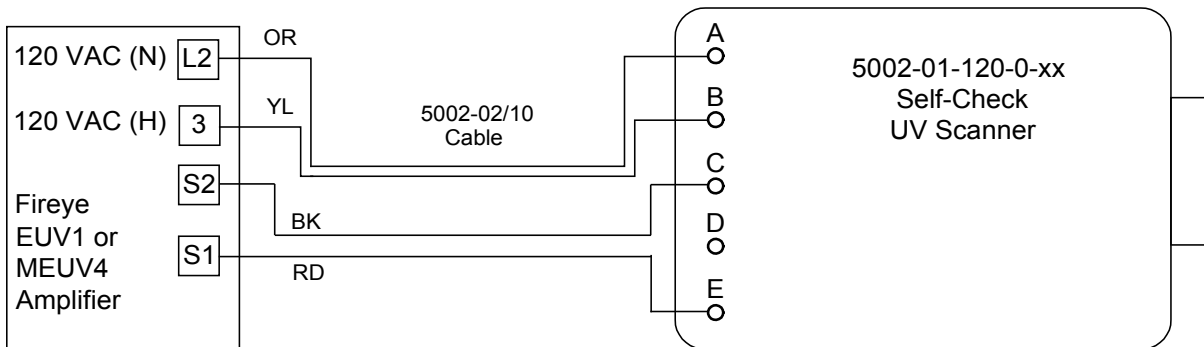 120 VAC (N) L2
OR
120 VAC (H) 3
YL
S2
BK
S1
RD
Fireye
EUV1 or
MEUV4
Amplifier
5002-02/10
Cable
A
B
C
D
E
5002-01-120-0-xx
Self-Check
UV Scanner